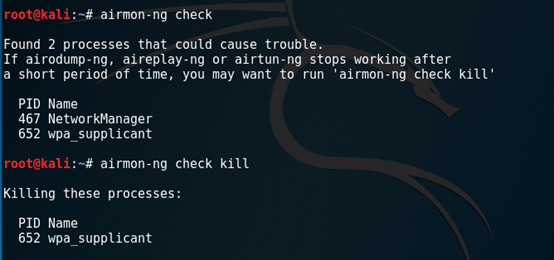 root@kali:~# airmon-ng check
Found 2 processes that could cause trouble.
If airodump-ng, aireplay-ng or airtun-ng stops working after
a short period of time, you may want to run 'airmon-ng check kill'
PID Name
467 NetworkManager
652 wpa_supplicant
root@kali:~# airmon-ng check kill
Killing these processes:
PID Name
652 wpa_supplicant